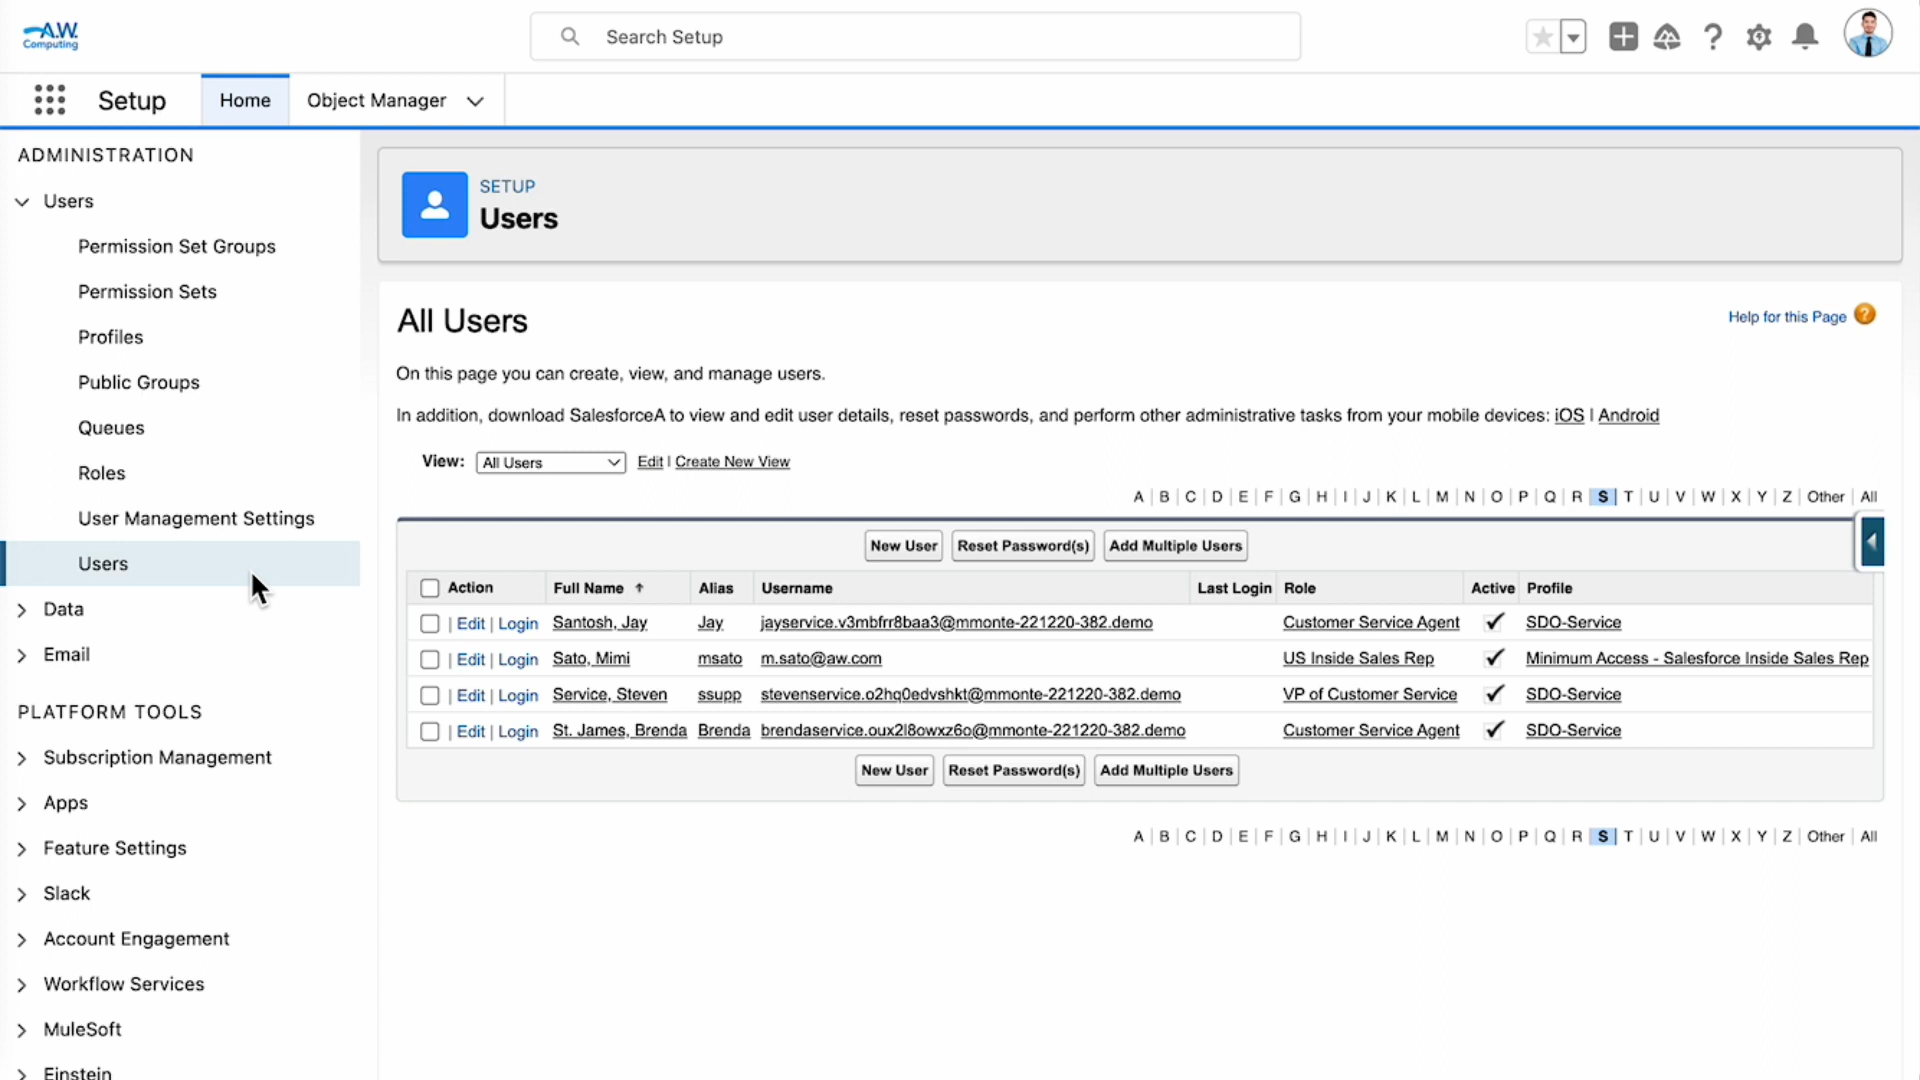 A.W.
Computing
Search Setup
Setup
Home
Object Manager
ADMINISTRATION
Users
Permission Set Groups
Permission Sets
Profiles
Public Groups
Queues
Roles
User Management Settings
Users
Data
Email
PLATFORM TOOLS
Subscription Management
Apps
Feature Settings
Slack
Account Engagement
Workflow Services
MuleSoft
Einstein
SETUP
Users
All Users
Help for this Page ?
On this page you can create, view, and manage users.
In addition, download SalesforceA to view and edit user details, reset passwords, and perform other administrative tasks from your mobile devices: iOS | Android
View: All Users Edit | Create New View
A | B | C | D | E | F | G | H | I | J | K | L | M | N | O | P | Q | R | S | T | U | V | W | X | Y | Z | Other | All
New User Reset Password(s) Add Multiple Users
Action Full Name ↑ Alias Username Last Login Role Active Profile
| Edit | Login Santosh, Jay Jay jayservice.v3mbfrr8baa3@mmonte-221220-382.demo Customer Service Agent ✓ SDO-Service
| Edit | Login Sato, Mimi msato m.sato@aw.com US Inside Sales Rep ✓ Minimum Access - Salesforce Inside Sales Rep
| Edit | Login Service, Steven ssupp stevenservice.o2hq0edvshkt@mmonte-221220-382.demo VP of Customer Service ✓ SDO-Service
| Edit | Login St. James, Brenda Brenda brendaservice.oux2l8owxz6o@mmonte-221220-382.demo Customer Service Agent ✓ SDO-Service
New User Reset Password(s) Add Multiple Users
A | B | C | D | E | F | G | H | I | J | K | L | M | N | O | P | Q | R | S | T | U | V | W | X | Y | Z | Other | All